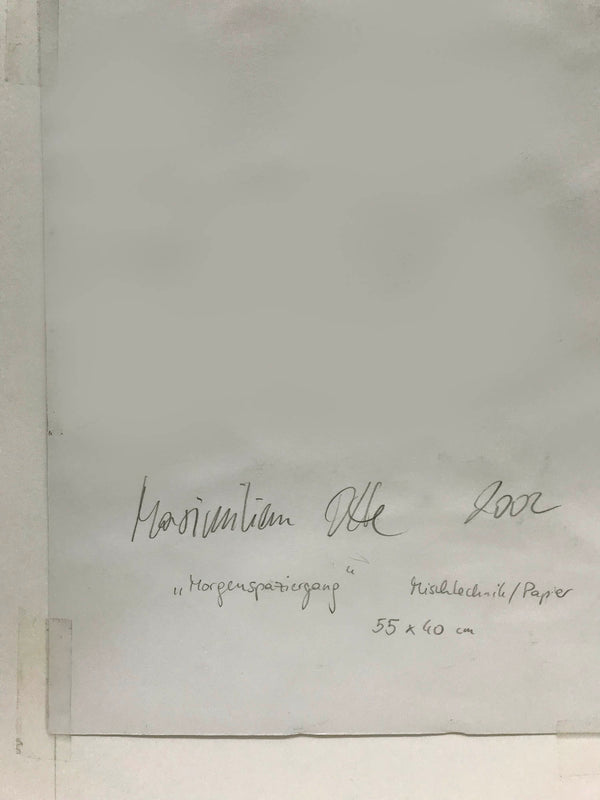 Maximilian Otte 2002
„Morgenspaziergang“ Mischtechnik/Papier
55 x 40 cm